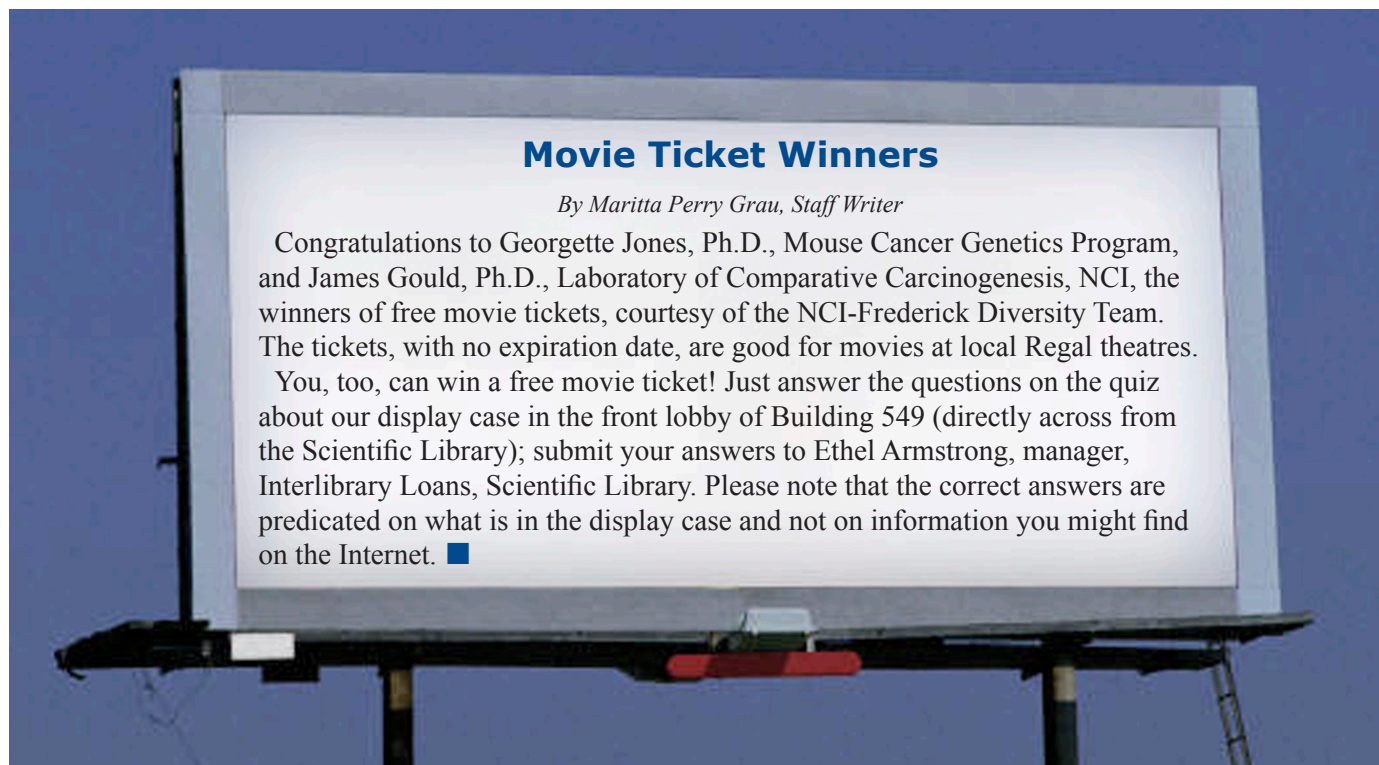 Movie Ticket Winners
By Maritta Perry Grau, Staff Writer
Congratulations to Georgette Jones, Ph.D., Mouse Cancer Genetics Program,
and James Gould, Ph.D., Laboratory of Comparative Carcinogenesis, NCI, the
winners of free movie tickets, courtesy of the NCI-Frederick Diversity Team.
The tickets, with no expiration date, are good for movies at local Regal theatres.
You, too, can win a free movie ticket! Just answer the questions on the quiz
about our display case in the front lobby of Building 549 (directly across from
the Scientific Library); submit your answers to Ethel Armstrong, manager,
Interlibrary Loans, Scientific Library. Please note that the correct answers are
predicated on what is in the display case and not on information you might find
on the Internet. ■